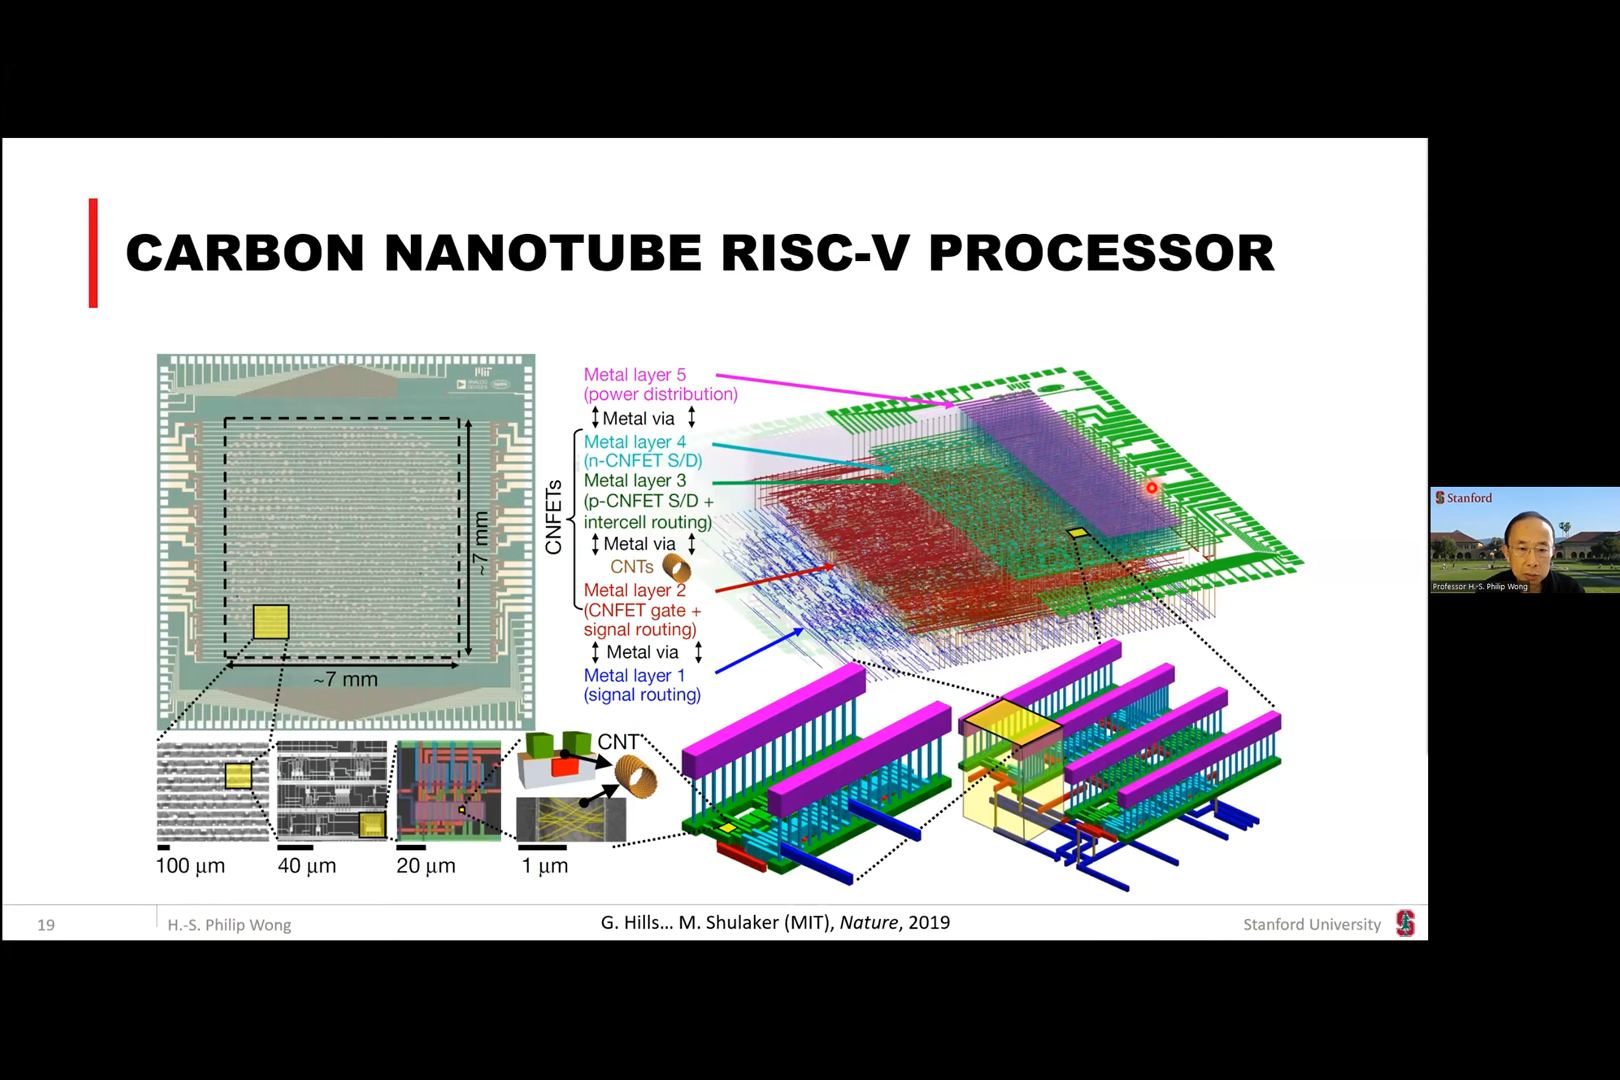 CARBON NANOTUBE RISC-V PROCESSOR
MIT
ANALOG DEVICES
~7 mm
~7 mm
Metal layer 5
(power distribution)
Metal via
Metal layer 4
(n-CNFET S/D)
Metal layer 3
(p-CNFET S/D +
intercell routing)
Metal via
CNTs
Metal layer 2
(CNFET gate +
signal routing)
Metal via
Metal layer 1
(signal routing)
CNFETs
CNT
100 µm
40 µm
20 µm
1 µm
19
H.-S. Philip Wong
G. Hills… M. Shulaker (MIT), Nature, 2019
Stanford University
Stanford
Professor H.-S. Philip Wong